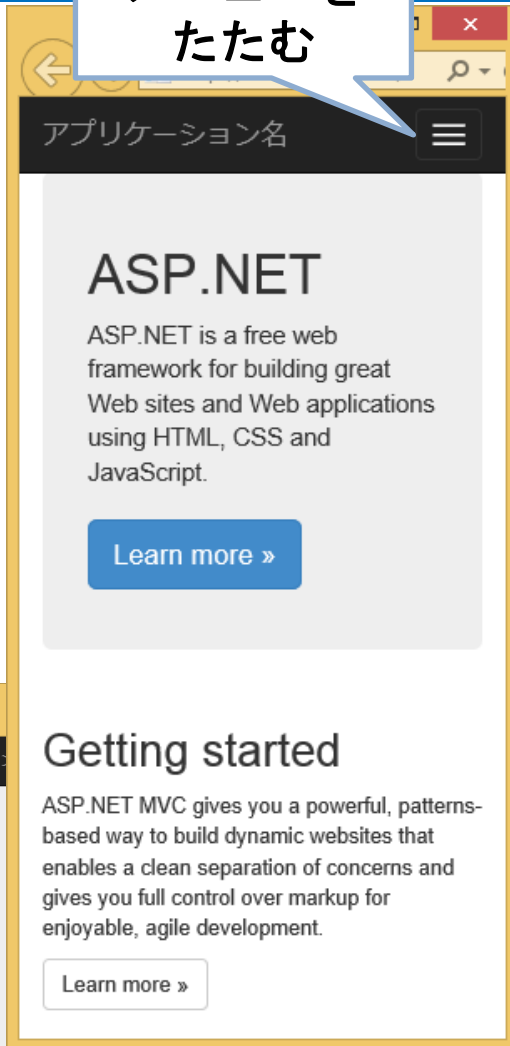 たたむ
アプリケーション名
ASP.NET
ASP.NET is a free web
framework for building great
Web sites and Web applications
using HTML, CSS and
JavaScript.
Learn more »
Getting started
ASP.NET MVC gives you a powerful, patterns-
based way to build dynamic websites that
enables a clean separation of concerns and
gives you full control over markup for
enjoyable, agile development.
Learn more »